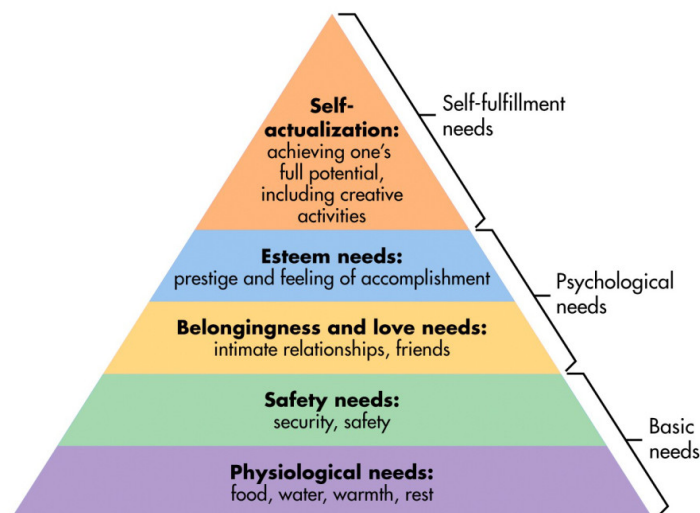 Self-
actualization:
achieving one's
full potential,
including creative
activities
Self-fulfillment
needs
Esteem needs:
prestige and feeling of accomplishment
Psychological
needs
Belongingness and love needs:
intimate relationships, friends
Safety needs:
security, safety
Basic
needs
Physiological needs:
food, water, warmth, rest